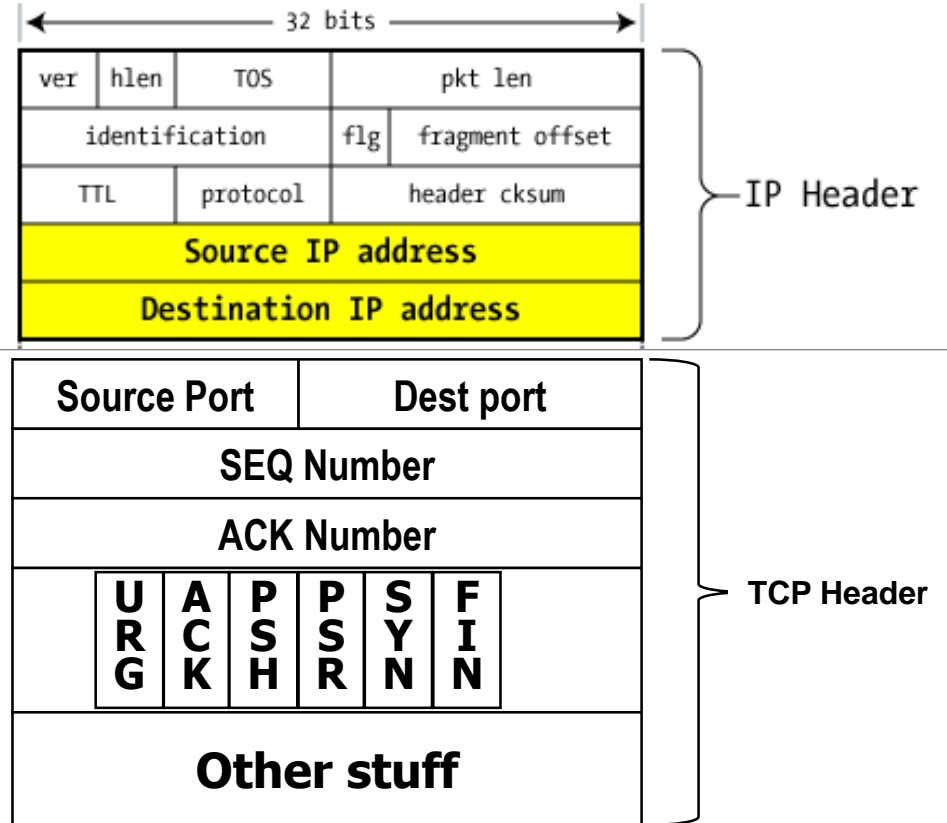 32 bits
ver hlen TOS pkt len
identification flg fragment offset
TTL protocol header cksum
IP Header
Source IP address
Destination IP address
Source Port Dest port
SEQ Number
ACK Number
URG ACK PSH PSR SYN FIN
TCP Header
Other stuff